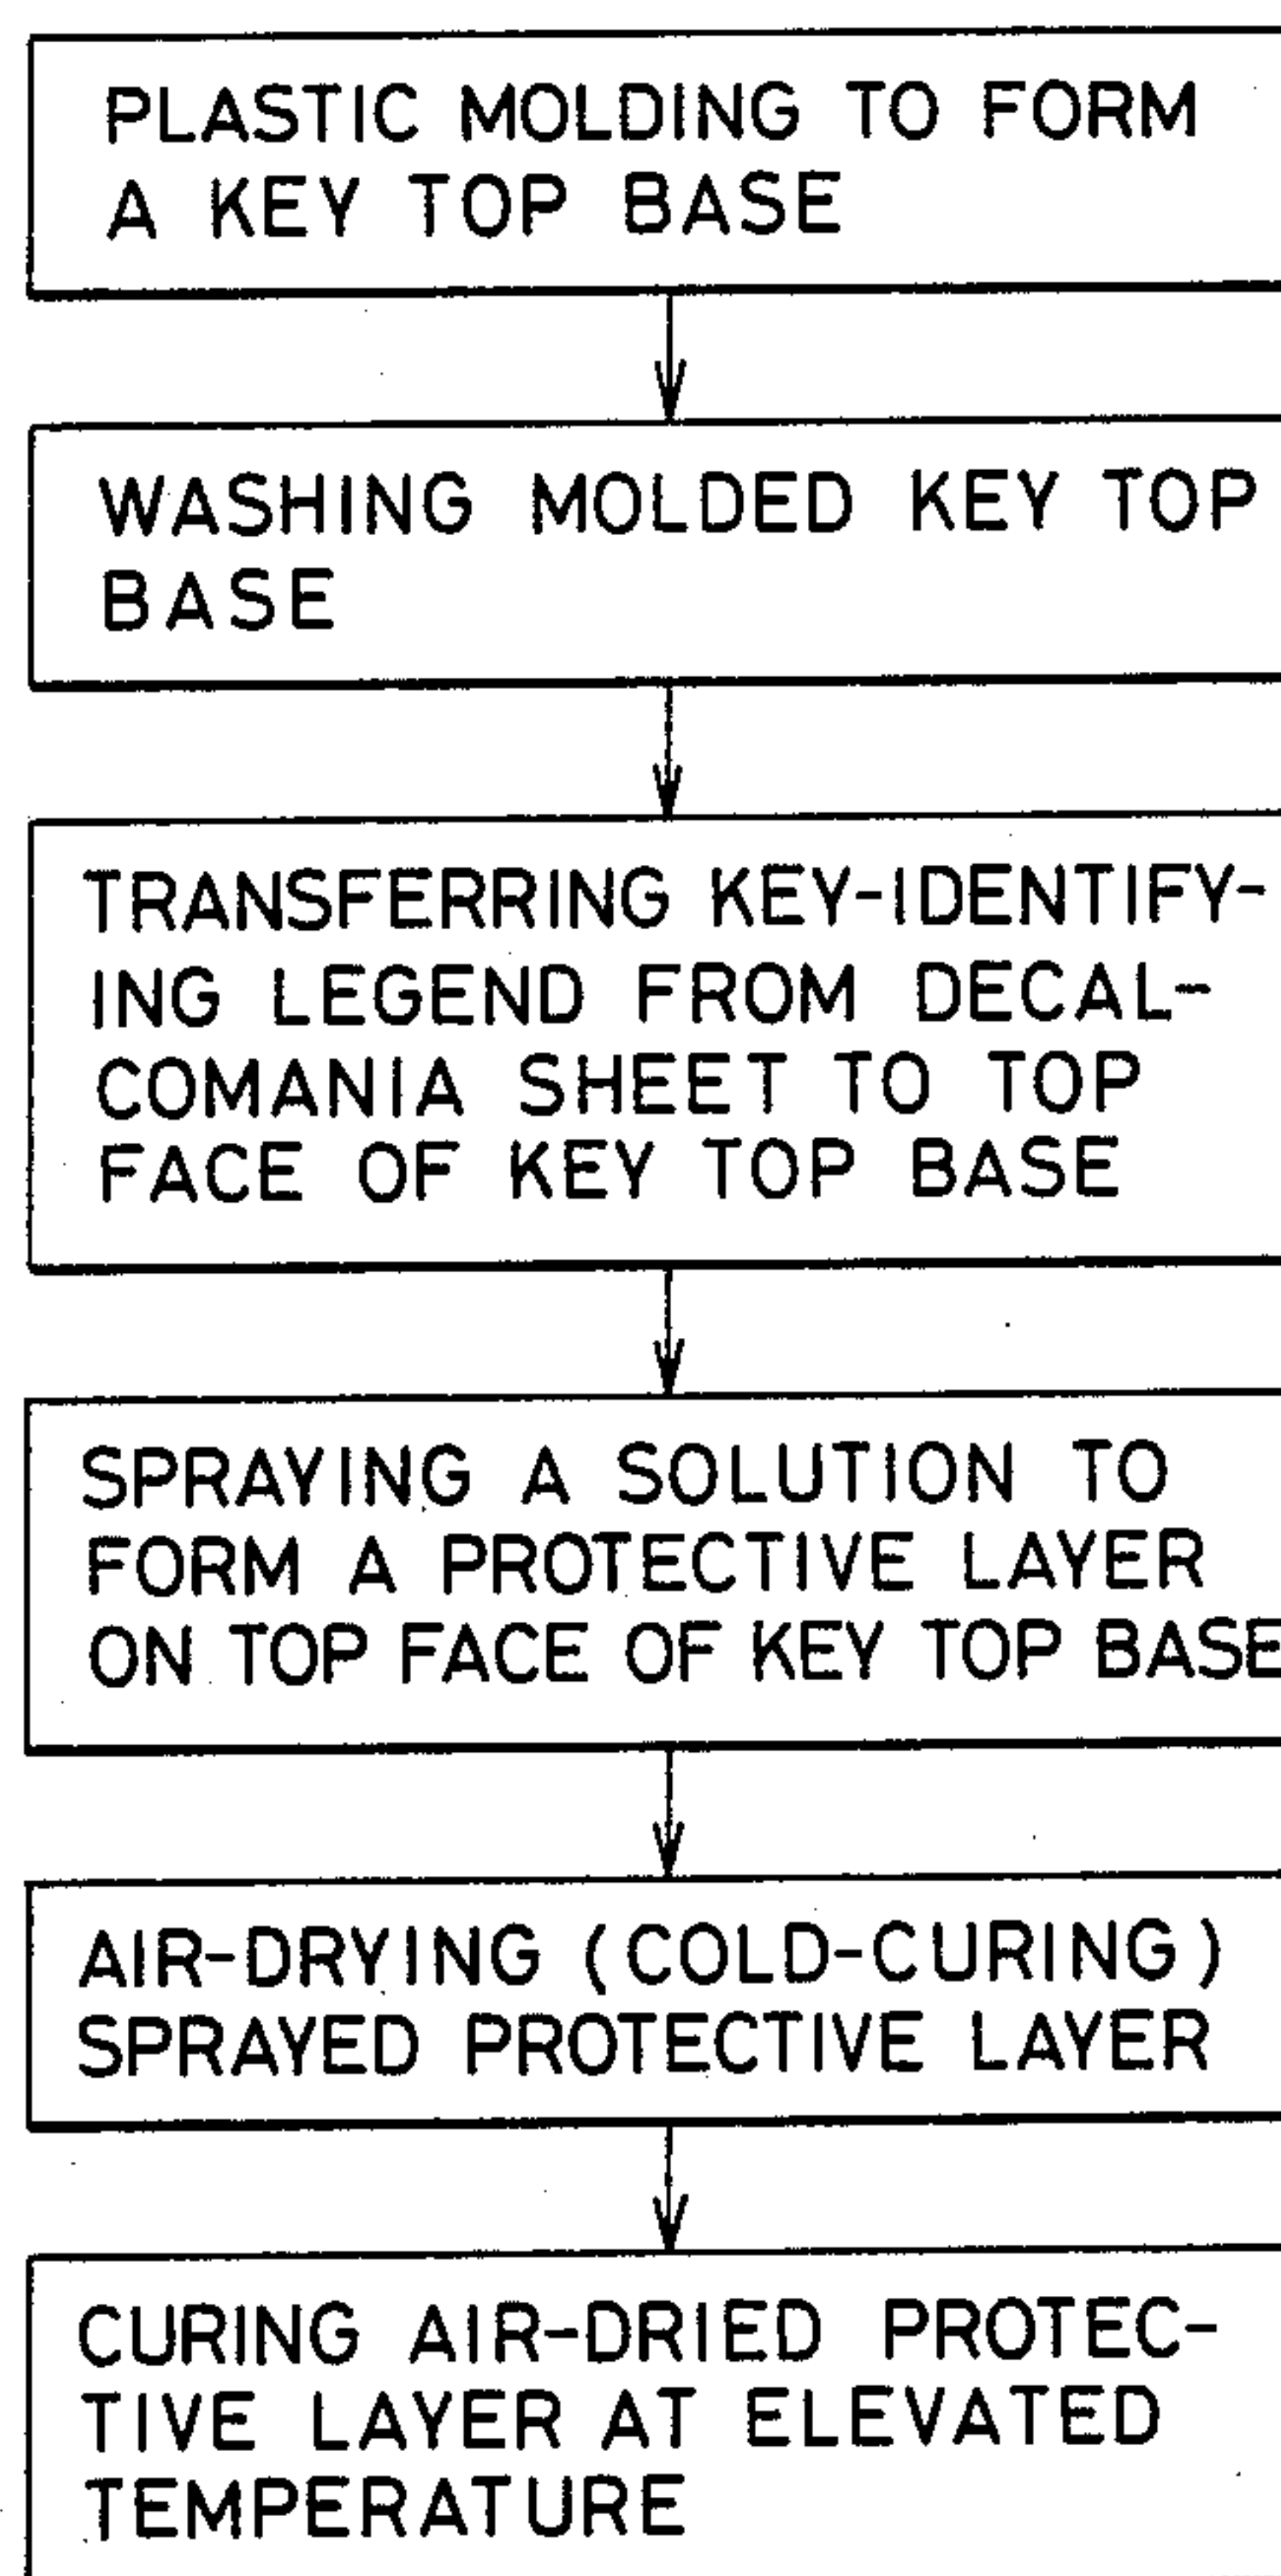 PLASTIC MOLDING TO FORM
A KEY TOP BASE
WASHING MOLDED KEY TOP
BASE
TRANSFERRING KEY-IDENTIFY-
ING LEGEND FROM DECAL-
COMANIA SHEET TO TOP
FACE OF KEY TOP BASE
SPRAYING A SOLUTION TO
FORM A PROTECTIVE LAYER
ON TOP FACE OF KEY TOP BASE
AIR-DRYING (COLD-CURING)
SPRAYED PROTECTIVE LAYER
CURING AIR-DRIED PROTEC-
TIVE LAYER AT ELEVATED
TEMPERATURE